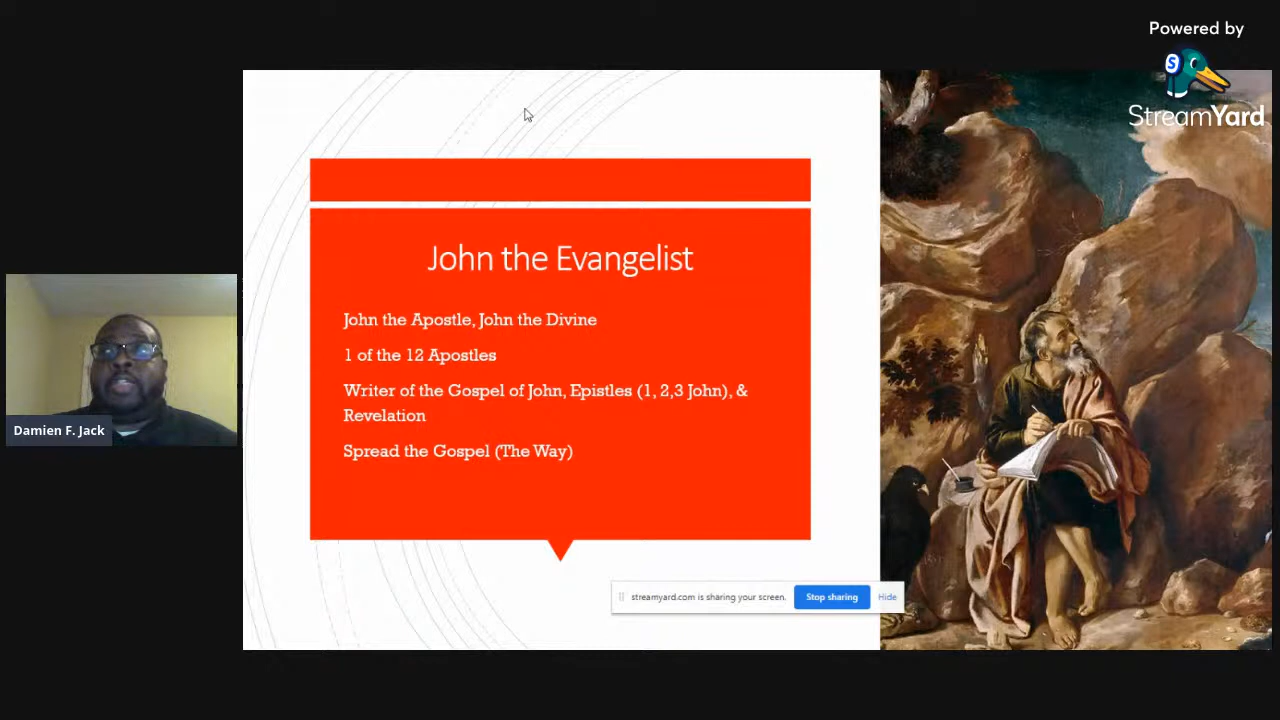 Powered by
S
StreamYard
John the Evangelist
John the Apostle, John the Divine
1 of the 12 Apostles
Writer of the Gospel of John, Epistles (1, 2,3 John), &
Revelation
Spread the Gospel (The Way)
Damien F. Jack
streamyard.com is sharing your screen. Stop sharing Hide